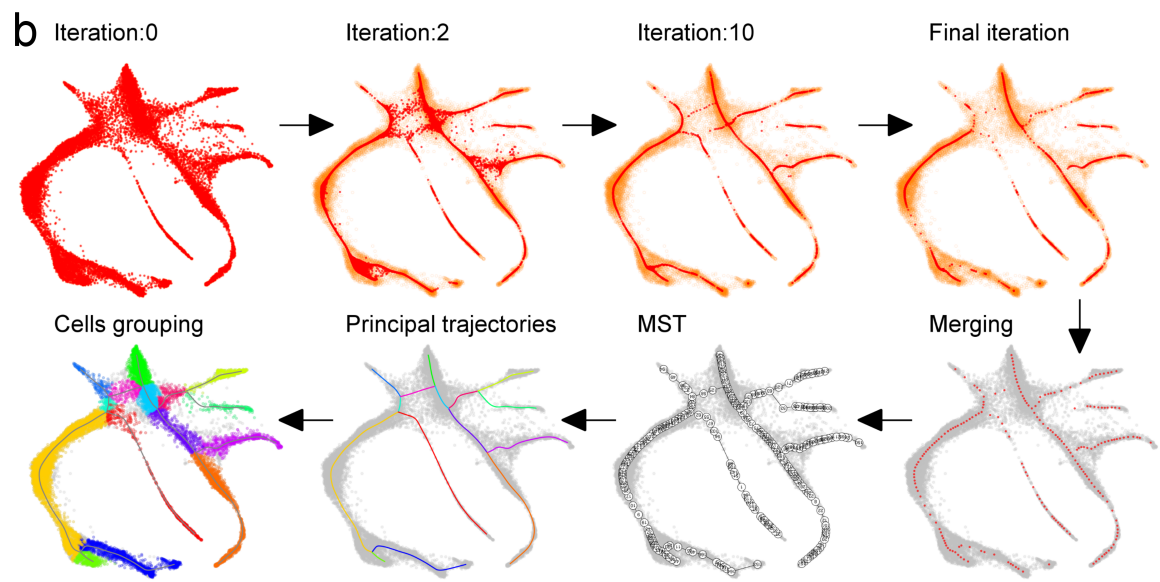 b
Iteration:0
Iteration:2
Iteration:10
Final iteration
Cells grouping
Principal trajectories
MST
Merging